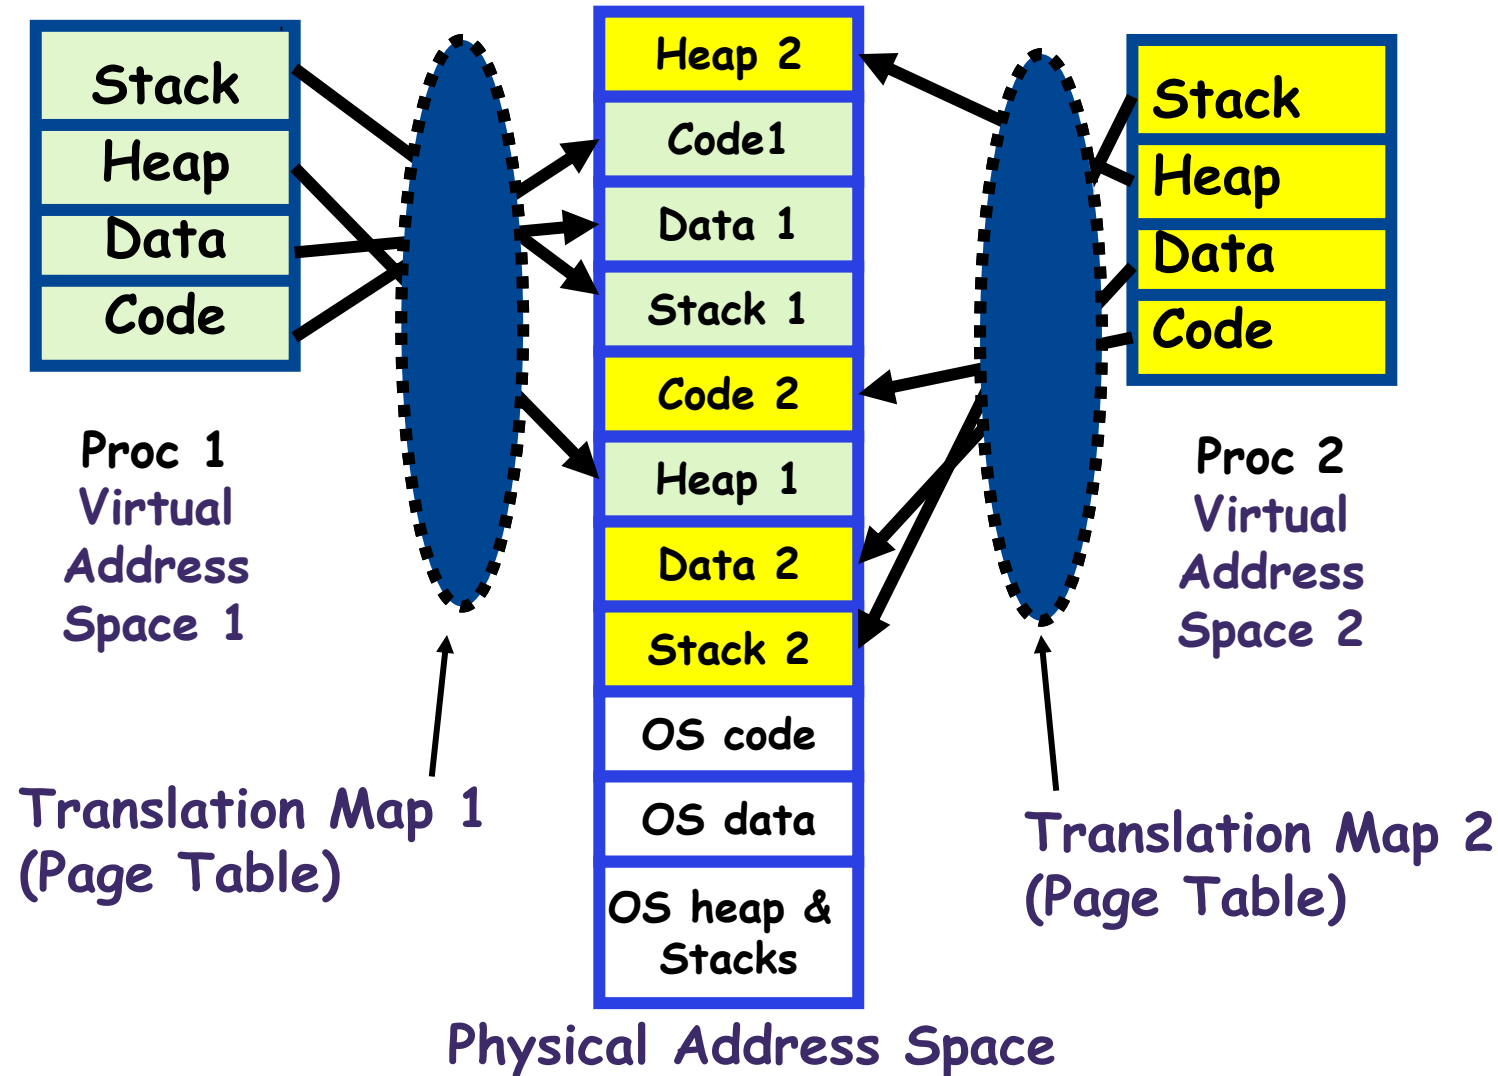 Stack
Heap
Data
Code
Proc 1
Virtual
Address
Space 1
Translation Map 1
(Page Table)
Heap 2
Code1
Data 1
Stack 1
Code 2
Heap 1
Data 2
Stack 2
OS code
OS data
OS heap &
Stacks
Physical Address Space
Stack
Heap
Data
Code
Proc 2
Virtual
Address
Space 2
Translation Map 2
(Page Table)